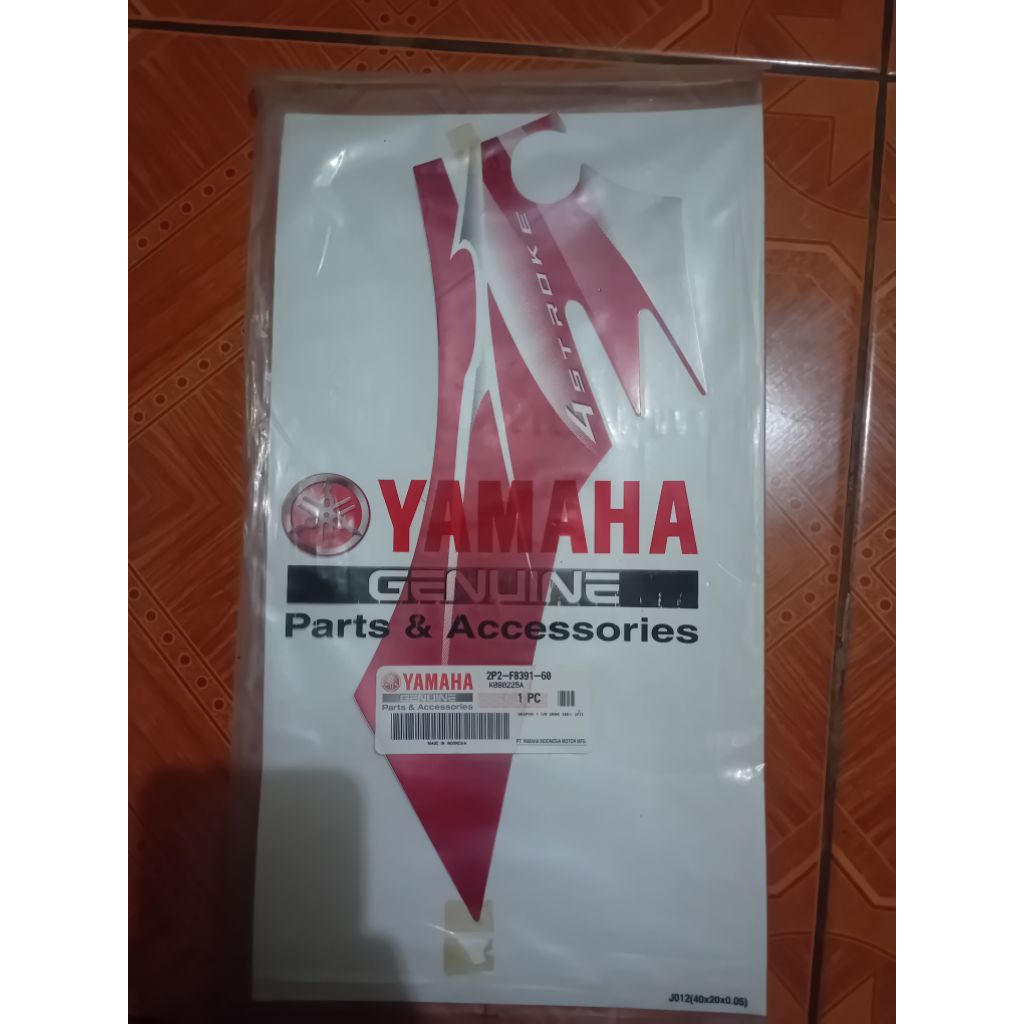 4STROKE
YAMAHA
GENUINE
Parts & Accessories
YAMAHA 2P2-F8391-60
K080225A
GENUINE 1 PC
Parts & Accessories
MADE IN INDONESIA
PT. YAMAHA INDONESIA MOTOR MFG.
J012(40x20x0.05)